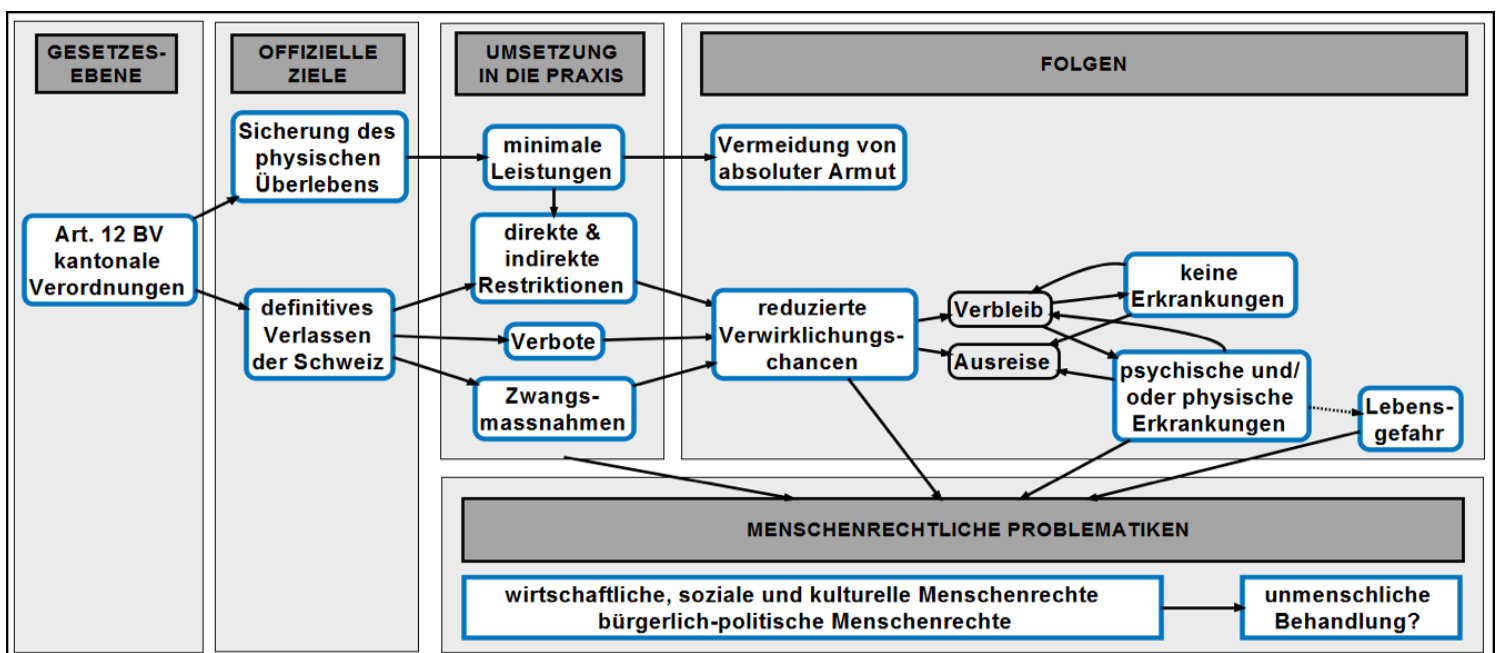 GESETZES-
EBENE
OFFIZIELLE
ZIELE
UMSETZUNG
IN DIE PRAXIS
FOLGEN
Sicherung des
physischen
Überlebens
minimale
Leistungen
Vermeidung von
absoluter Armut
Art. 12 BV
kantonale
Verordnungen
direkte &
indirekte
Restriktionen
definitives
Verlassen
der Schweiz
Verbote
Zwangs-
massnahmen
reduzierte
Verwirklichungs-
chancen
Verbleib
Ausreise
keine
Erkrankungen
psychische und/
oder physische
Erkrankungen
Lebens-
gefahr
MENSCHENRECHTLICHE PROBLEMATIKEN
wirtschaftliche, soziale und kulturelle Menschenrechte
bürgerlich-politische Menschenrechte
unmenschliche
Behandlung?